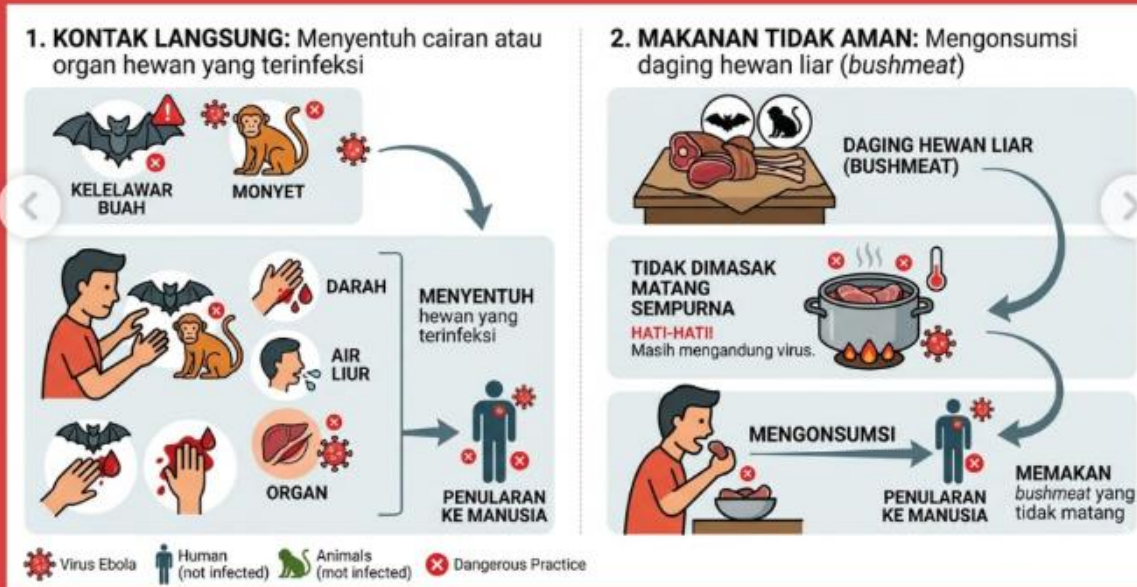 1. KONTAK LANGSUNG: Menyentuh cairan atau
organ hewan yang terinfeksi
KELELAWAR
BUAH
MONYET
DARAH
AIR
LIUR
ORGAN
MENYENTUH
hewan yang
terinfeksi
PENULARAN
KE MANUSIA
2. MAKANAN TIDAK AMAN: Mengonsumsi
daging hewan liar (bushmeat)
DAGING HEWAN LIAR
(BUSHMEAT)
TIDAK DIMASAK
MATANG
SEMPURNA
HATI-HATI!
Masih mengandung virus.
MENGONSUMSI
PENULARAN
KE MANUSIA
MEMAKAN
bushmeat yang
tidak matang
Virus Ebola
Human
(not infected)
Animals
(mot infected)
Dangerous Practice